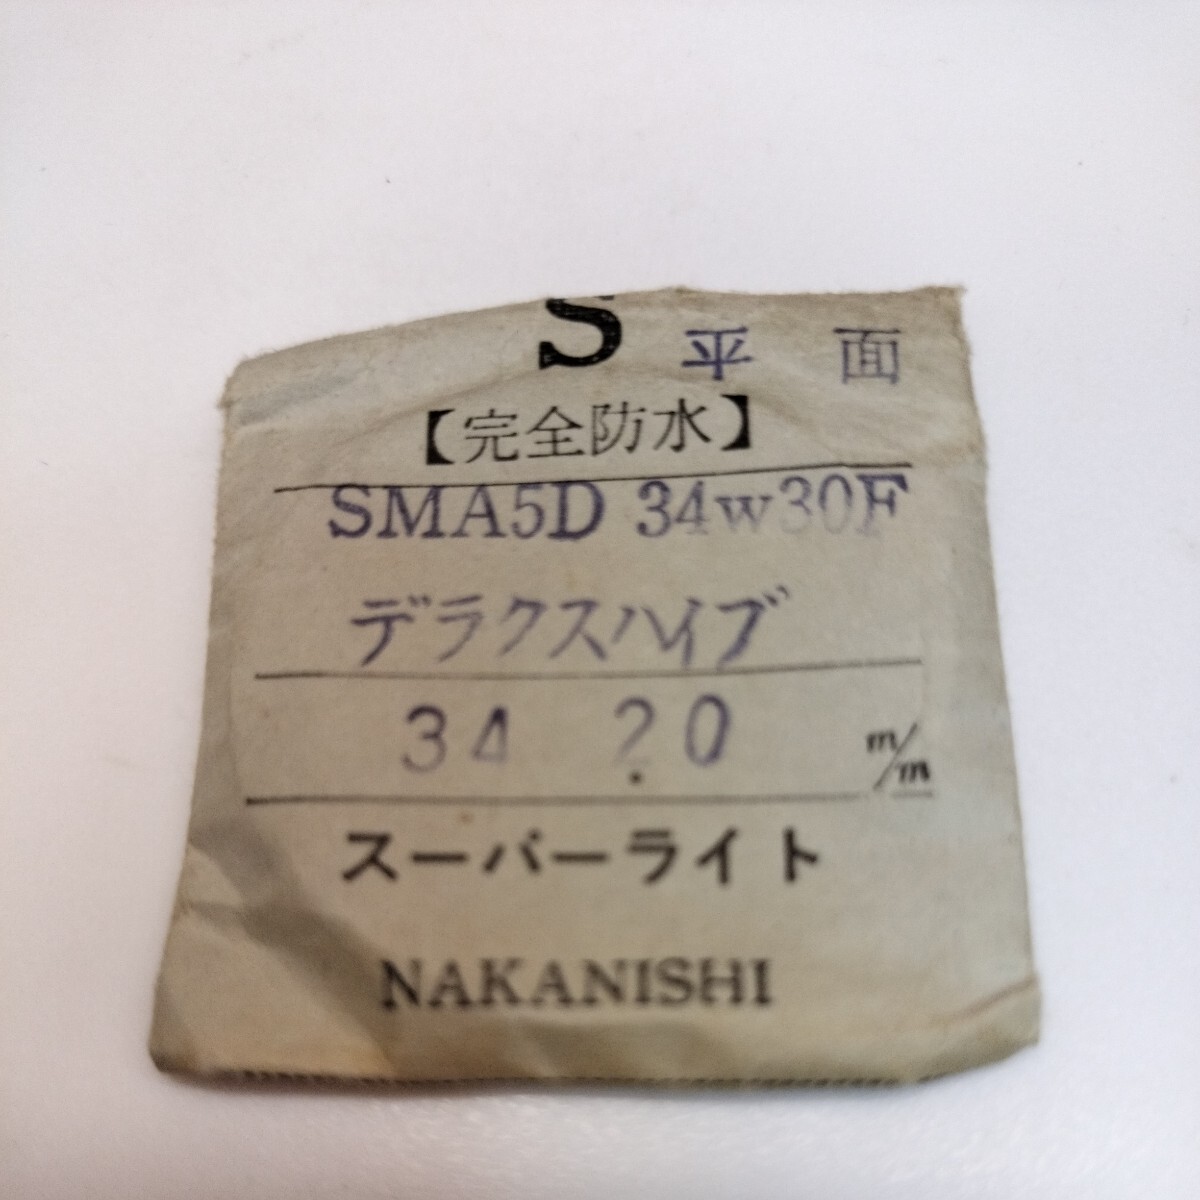 S 平面
【完全防水】
SMA5D 34w30F
デラクスハイブ
34 20 m/m
スーパーライト
NAKANISHI